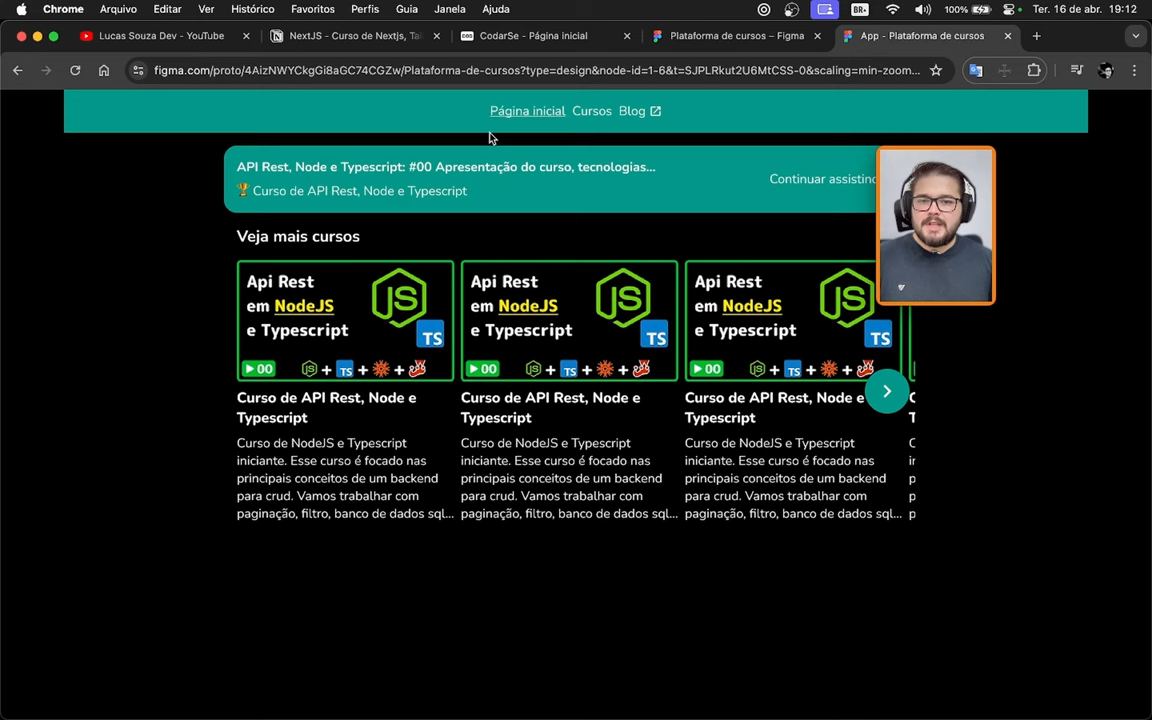 Chrome Arquivo Editar Ver Histórico Favoritos Perfis Guia Janela Ajuda BR+ 100% Ter. 16 de abr. 19:12
Lucas Souza Dev - YouTube
NextJS - Curso de Nextjs, Tai
CodarSe - Página inicial
Plataforma de cursos – Figma
App - Plataforma de cursos
figma.com/proto/4AizNWYCkgGi8aGC74CGZw/Plataforma-de-cursos?type=design&node-id=1-6&t=SJPLRkut2U6MtCSS-0&scaling=min-zoom...
Página inicial Cursos Blog
API Rest, Node e Typescript: #00 Apresentação do curso, tecnologias...
🏆 Curso de API Rest, Node e Typescript
Continuar assistind
Veja mais cursos
Api Rest
em NodeJS
e Typescript
JS
TS
00
+ TS + +
Curso de API Rest, Node e
Typescript
Curso de NodeJS e Typescript
iniciante. Esse curso é focado nas
principais conceitos de um backend
para crud. Vamos trabalhar com
paginação, filtro, banco de dados sql...
Api Rest
em NodeJS
e Typescript
JS
TS
00
+ TS + +
Curso de API Rest, Node e
Typescript
Curso de NodeJS e Typescript
iniciante. Esse curso é focado nas
principais conceitos de um backend
para crud. Vamos trabalhar com
paginação, filtro, banco de dados sql...
Api Rest
em NodeJS
e Typescript
JS
TS
00
+ TS + +
Curso de API Rest, Node e
Typescript
Curso de NodeJS e Typescript
iniciante. Esse curso é focado nas
principais conceitos de um backend
para crud. Vamos trabalhar com
paginação, filtro, banco de dados sql...